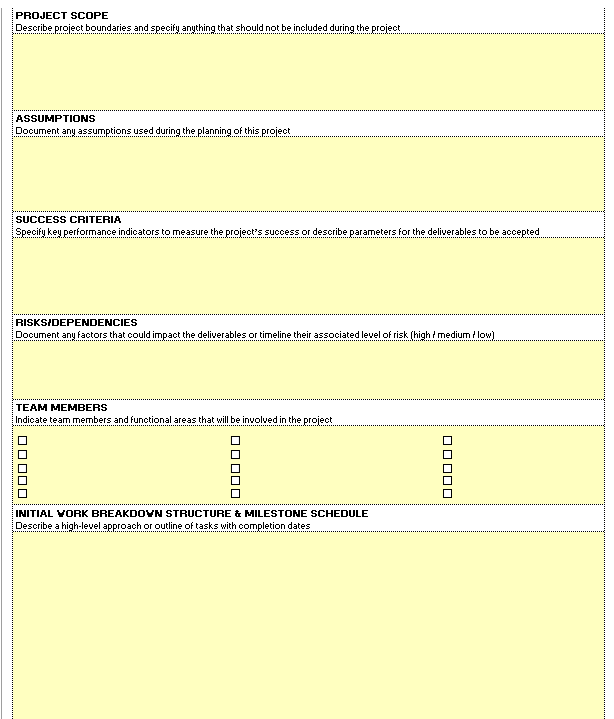 PROJECT SCOPE
Describe project boundaries and specify anything that should not be included during the project
ASSUMPTIONS
Document any assumptions used during the planning of this project
SUCCESS CRITERIA
Specify key performance indicators to measure the project's success or describe parameters for the deliverables to be accepted
RISKS/DEPENDENCIES
Document any factors that could impact the deliverables or timeline their associated level of risk (high / medium / low)
TEAM MEMBERS
Indicate team members and functional areas that will be involved in the project
INITIAL WORK BREAKDOWN STRUCTURE & MILESTONE SCHEDULE
Describe a high-level approach or outline of tasks with completion dates